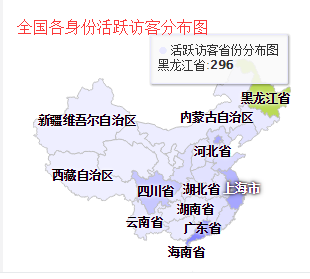 全国各身份活跃访客分布图
活跃访客省份分布图
黑龙江省:296
黑龙江省
新疆维吾尔自治区
内蒙古自治区
河北省
西藏自治区
四川省
湖北省
上海市
湖南省
云南省
广东省
海南省